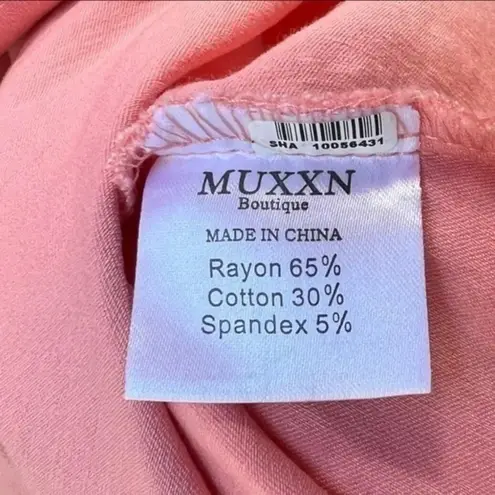 SHA 10056431
MUXXN
Boutique
MADE IN CHINA
Rayon 65%
Cotton 30%
Spandex 5%